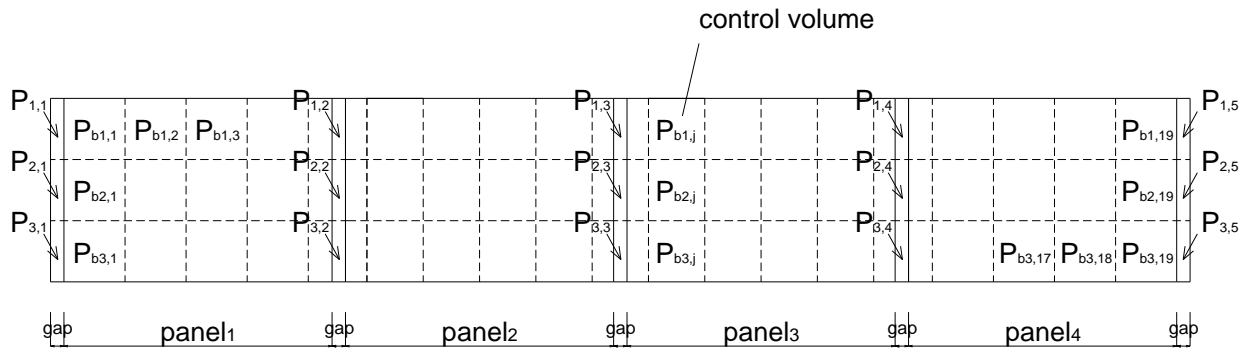 control volume
P1,1 P1,2 P1,3 P1,4 P1,5
Pb1,1 Pb1,2 Pb1,3 Pb1,j Pb1,19
P2,1 P2,2 P2,3 P2,4 P2,5
Pb2,1 Pb2,j Pb2,19
P3,1 P3,2 P3,3 P3,4 P3,5
Pb3,1 Pb3,j Pb3,17 Pb3,18 Pb3,19
gap panel1 gap panel2 gap panel3 gap panel4 gap